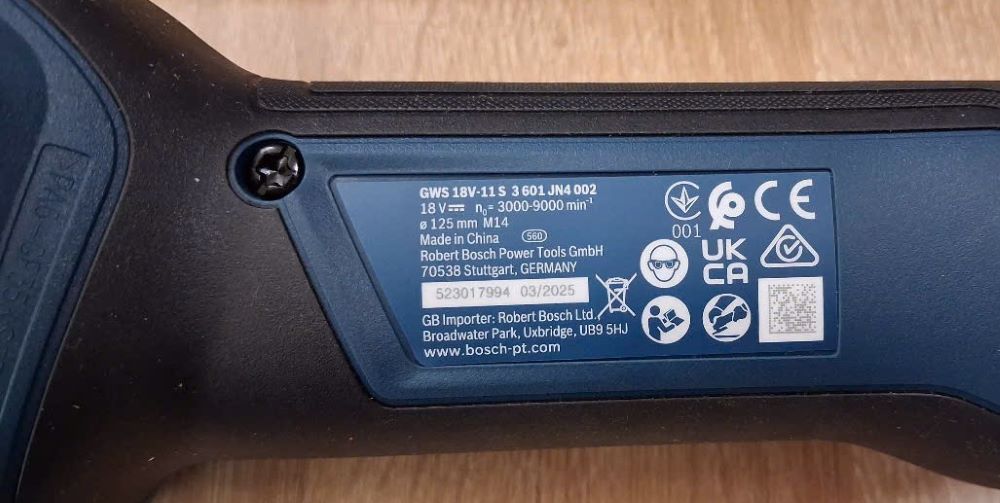 GWS 18V-11 S 3 601 JN4 002
18 V n₀= 3000-9000 min⁻¹
ø 125 mm M14
Made in China 560
Robert Bosch Power Tools GmbH
70538 Stuttgart, GERMANY
523017994 03/2025
GB Importer: Robert Bosch Ltd.
Broadwater Park, Uxbridge, UB9 5HJ
www.bosch-pt.com
001
CE
UK
CA